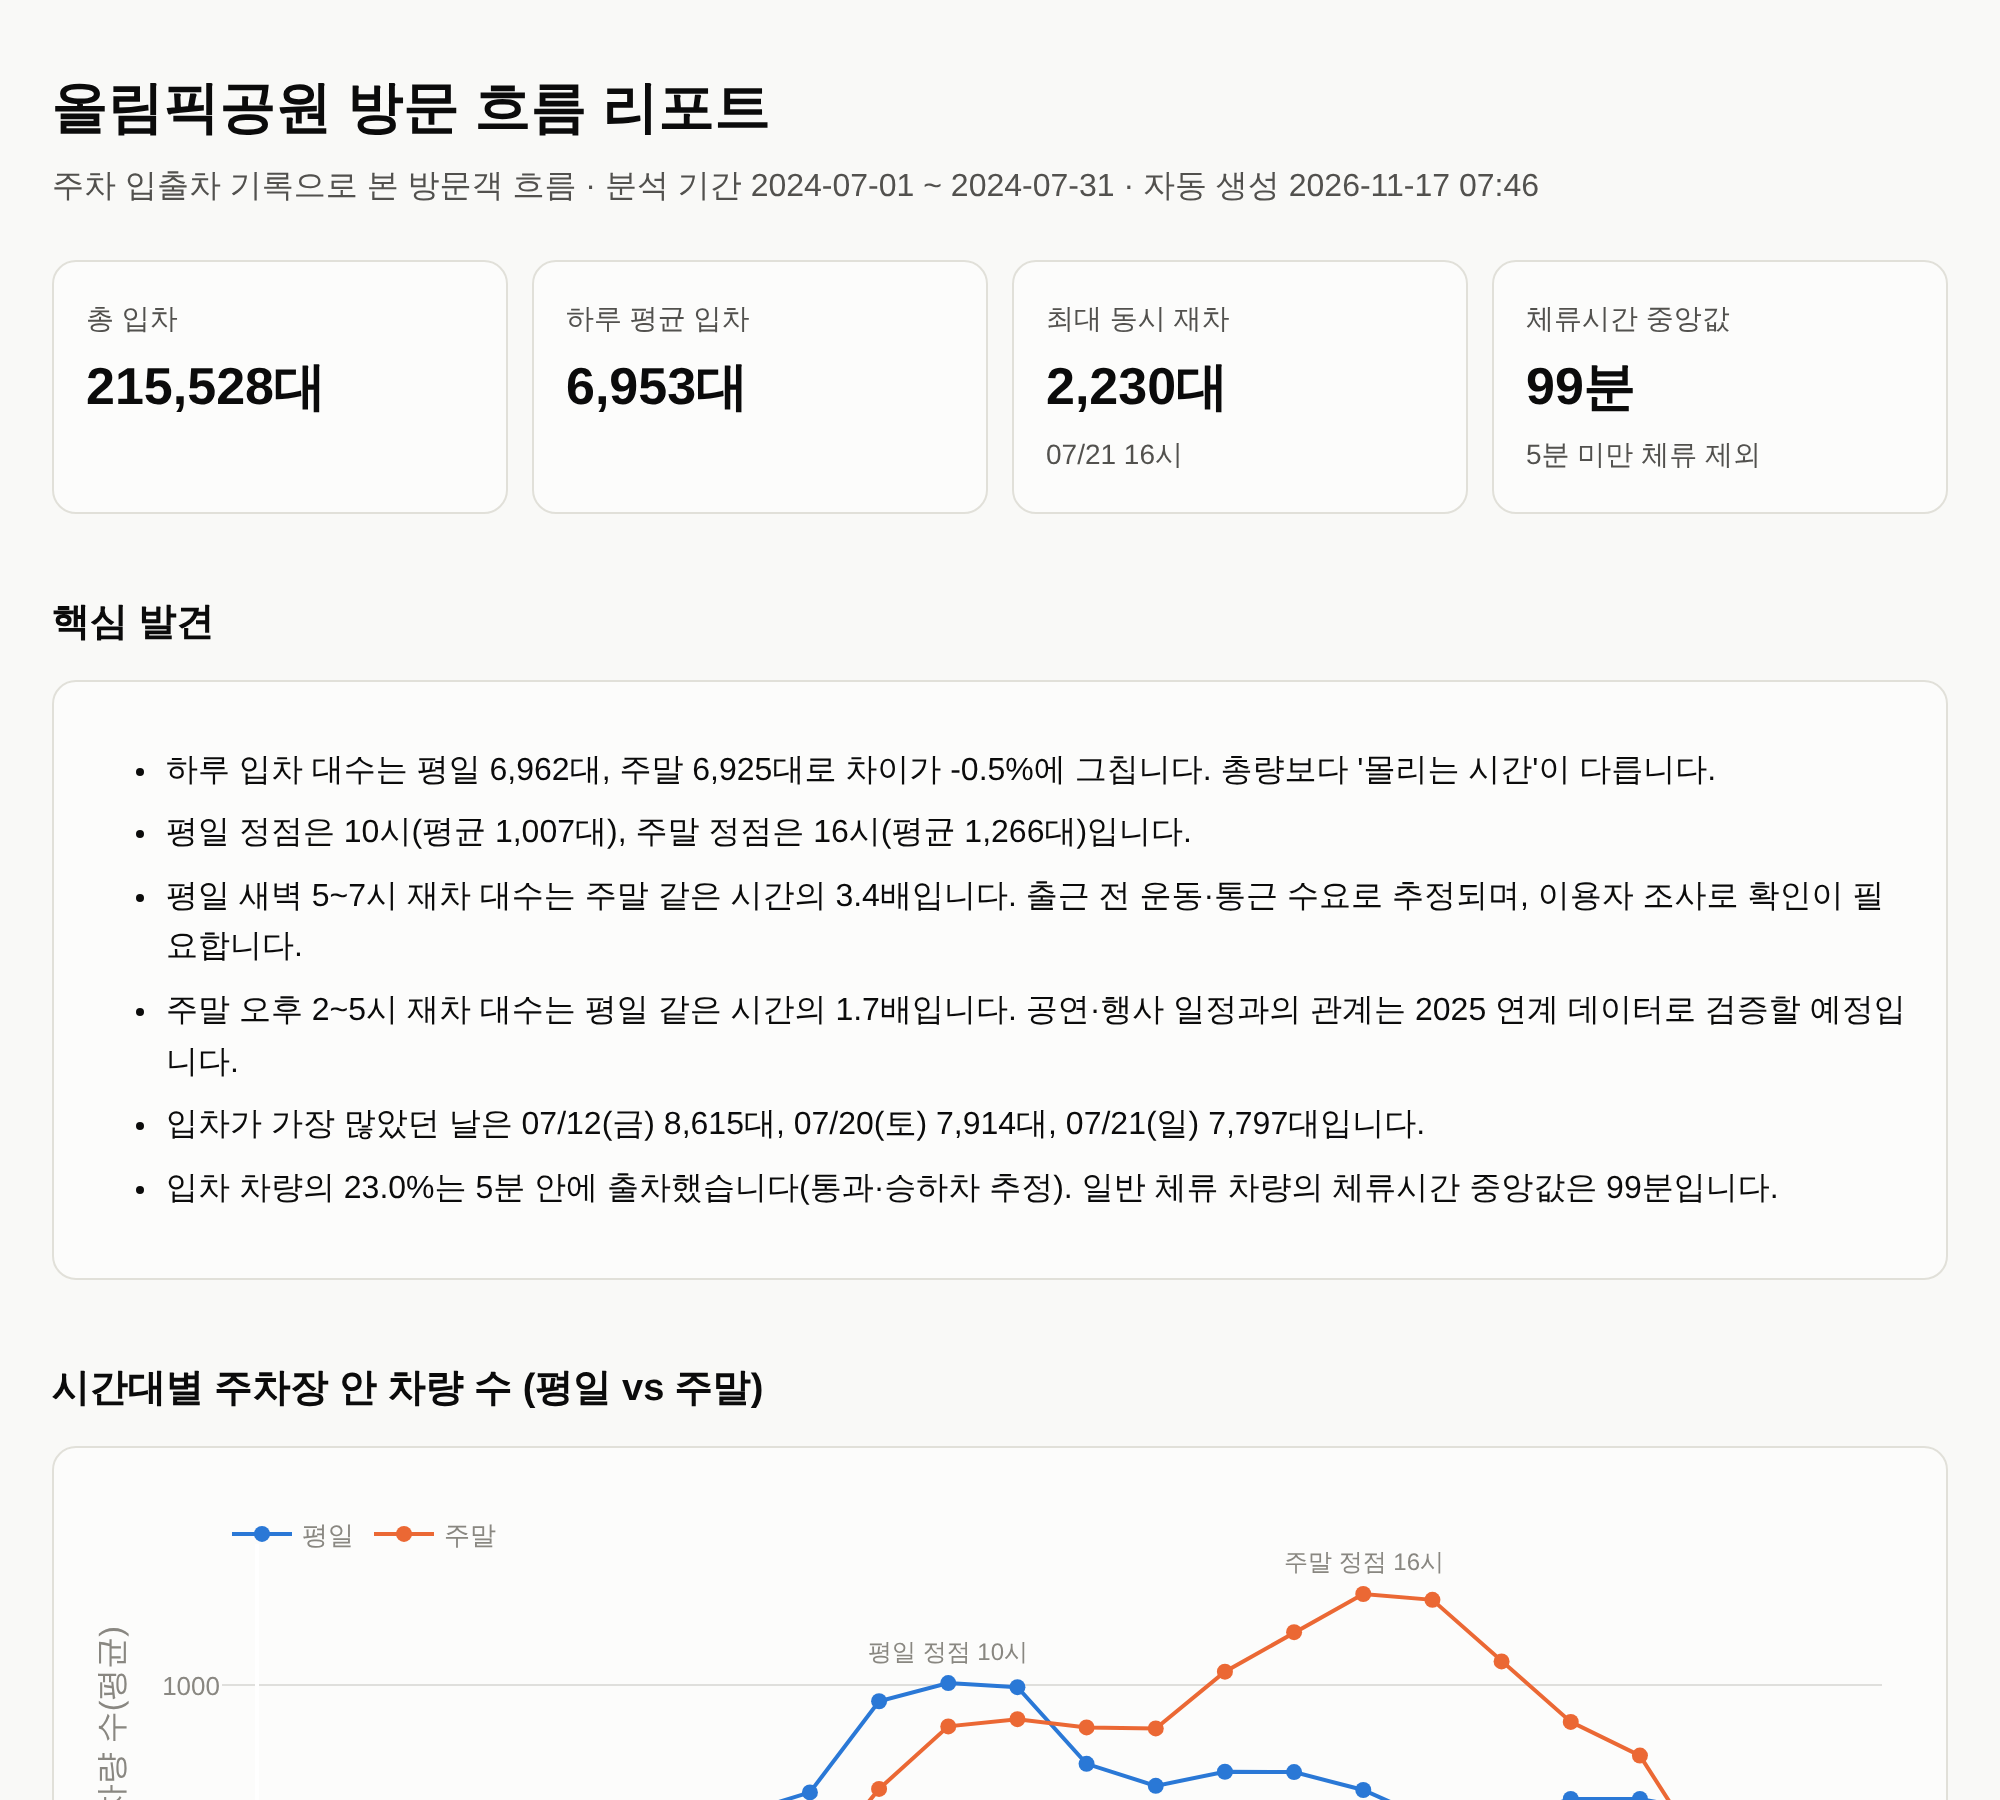 올림픽공원 방문 흐름 리포트
주차 입출차 기록으로 본 방문객 흐름 · 분석 기간 2024-07-01 ~ 2024-07-31 · 자동 생성 2026-11-17 07:46
총 입차
215,528대
하루 평균 입차
6,953대
최대 동시 재차
2,230대
07/21 16시
체류시간 중앙값
99분
5분 미만 체류 제외
핵심 발견
• 하루 입차 대수는 평일 6,962대, 주말 6,925대로 차이가 -0.5%에 그칩니다. 총량보다 '몰리는 시간'이 다릅니다.
• 평일 정점은 10시(평균 1,007대), 주말 정점은 16시(평균 1,266대)입니다.
• 평일 새벽 5~7시 재차 대수는 주말 같은 시간의 3.4배입니다. 출근 전 운동·통근 수요로 추정되며, 이용자 조사로 확인이 필
요합니다.
• 주말 오후 2~5시 재차 대수는 평일 같은 시간의 1.7배입니다. 공연·행사 일정과의 관계는 2025 연계 데이터로 검증할 예정입
니다.
• 입차가 가장 많았던 날은 07/12(금) 8,615대, 07/20(토) 7,914대, 07/21(일) 7,797대입니다.
• 입차 차량의 23.0%는 5분 안에 출차했습니다(통과·승하차 추정). 일반 체류 차량의 체류시간 중앙값은 99분입니다.
시간대별 주차장 안 차량 수 (평일 vs 주말)
평일 주말
주말 정점 16시
평일 정점 10시
1000
차량 수(평균)